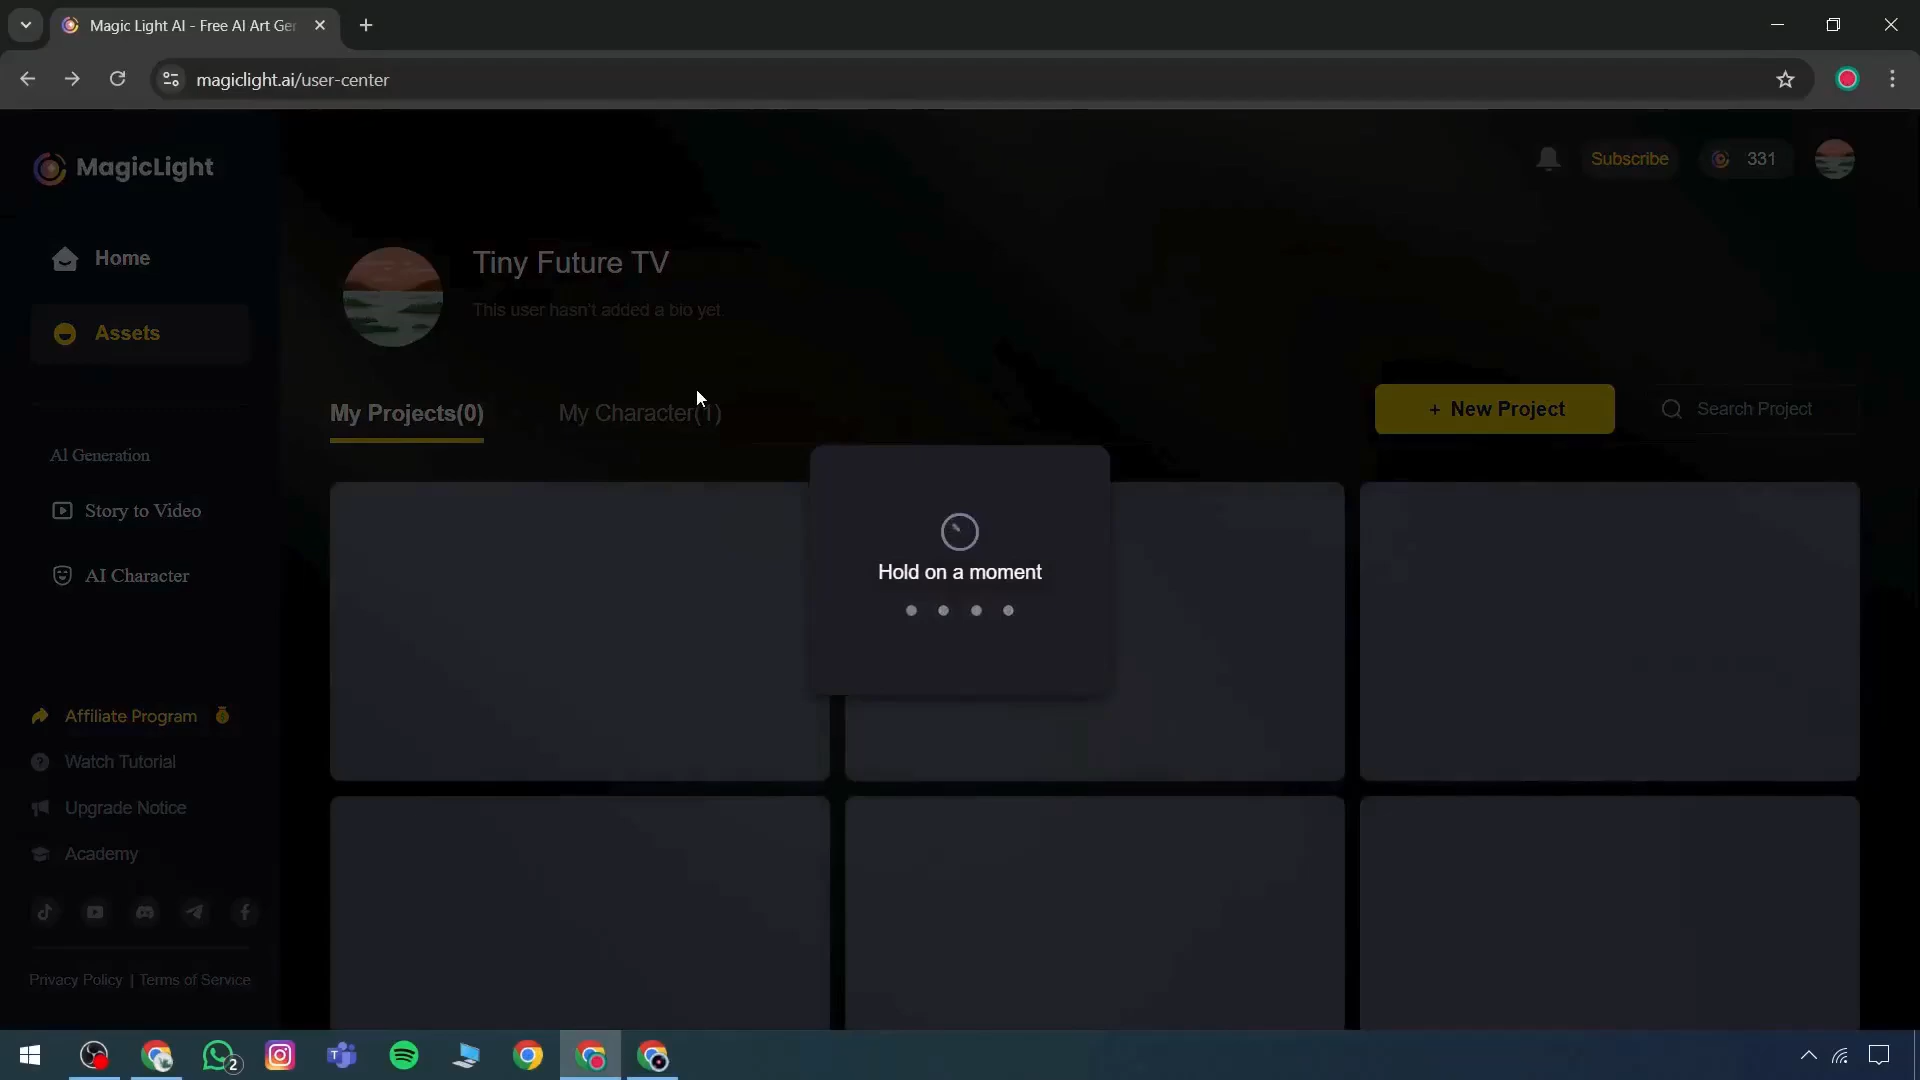 Magic Light AI - Free AI Art Ger
magiclight.ai/user-center
MagicLight
Subscribe
331
Home
Tiny Future TV
This user hasn't added a bio yet
Assets
My Projects(0)
My Character(1)
+ New Project
Search Project
AI Generation
Story to Video
Hold on a moment
AI Character
Affiliate Program
Watch Tutorial
Upgrade Notice
Academy
Privacy Policy | Terms of Service
2